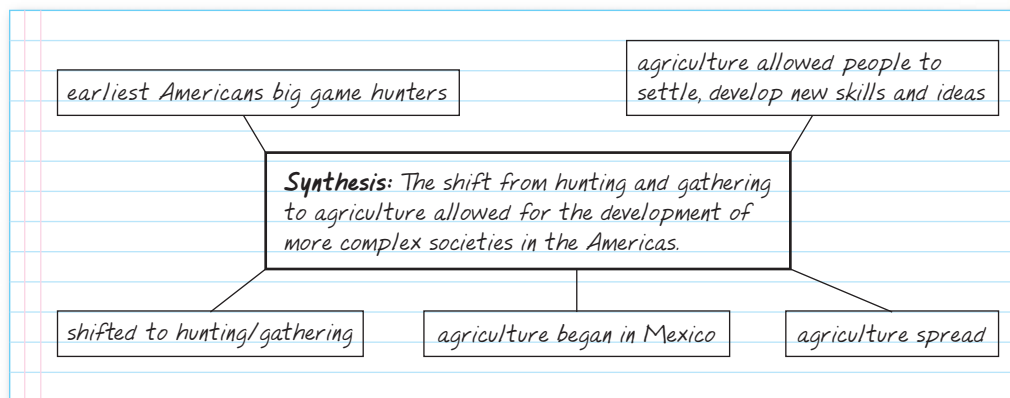 earliest Americans big game hunters
agriculture allowed people to
settle, develop new skills and ideas
Synthesis: The shift from hunting and gathering
to agriculture allowed for the development of
more complex societies in the Americas.
shifted to hunting/gathering
agriculture began in Mexico
agriculture spread